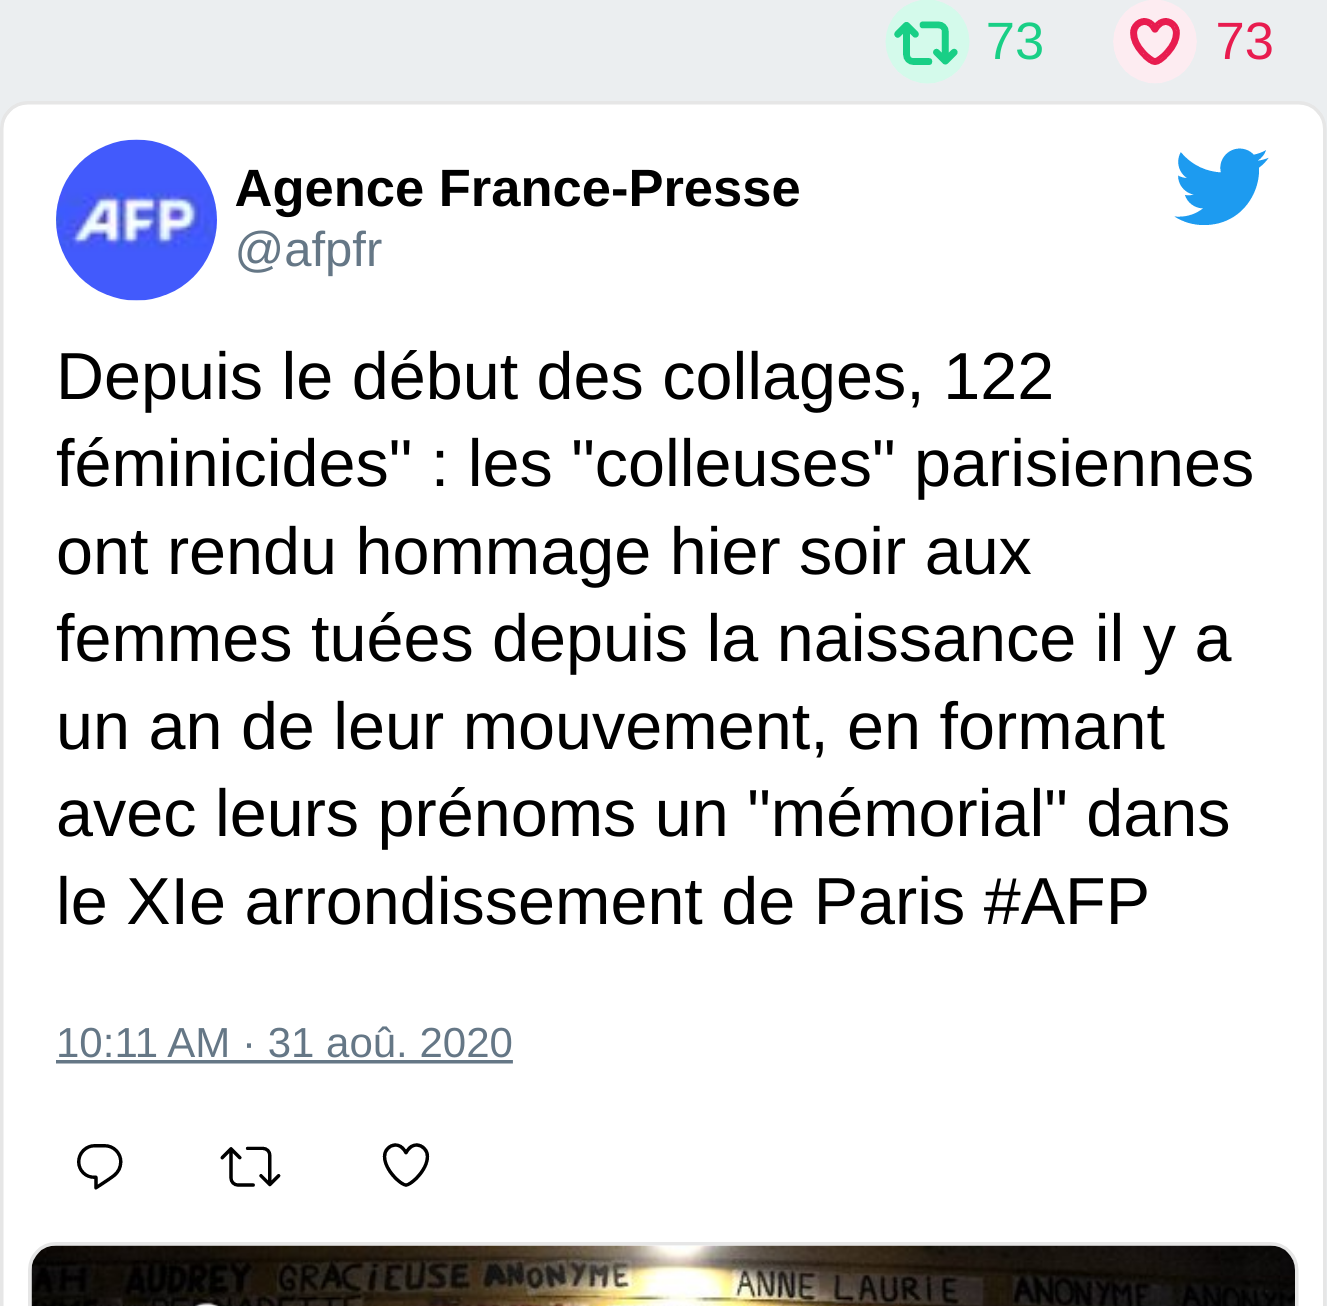 73 73
AFP
Agence France-Presse
@afpfr
Depuis le début des collages, 122
féminicides" : les "colleuses" parisiennes
ont rendu hommage hier soir aux
femmes tuées depuis la naissance il y a
un an de leur mouvement, en formant
avec leurs prénoms un "mémorial" dans
le XIe arrondissement de Paris #AFP
10:11 AM · 31 aoû. 2020
AUDREY GRACIEUSE ANONYME ANNE LAURIE ANONYME ANONYM